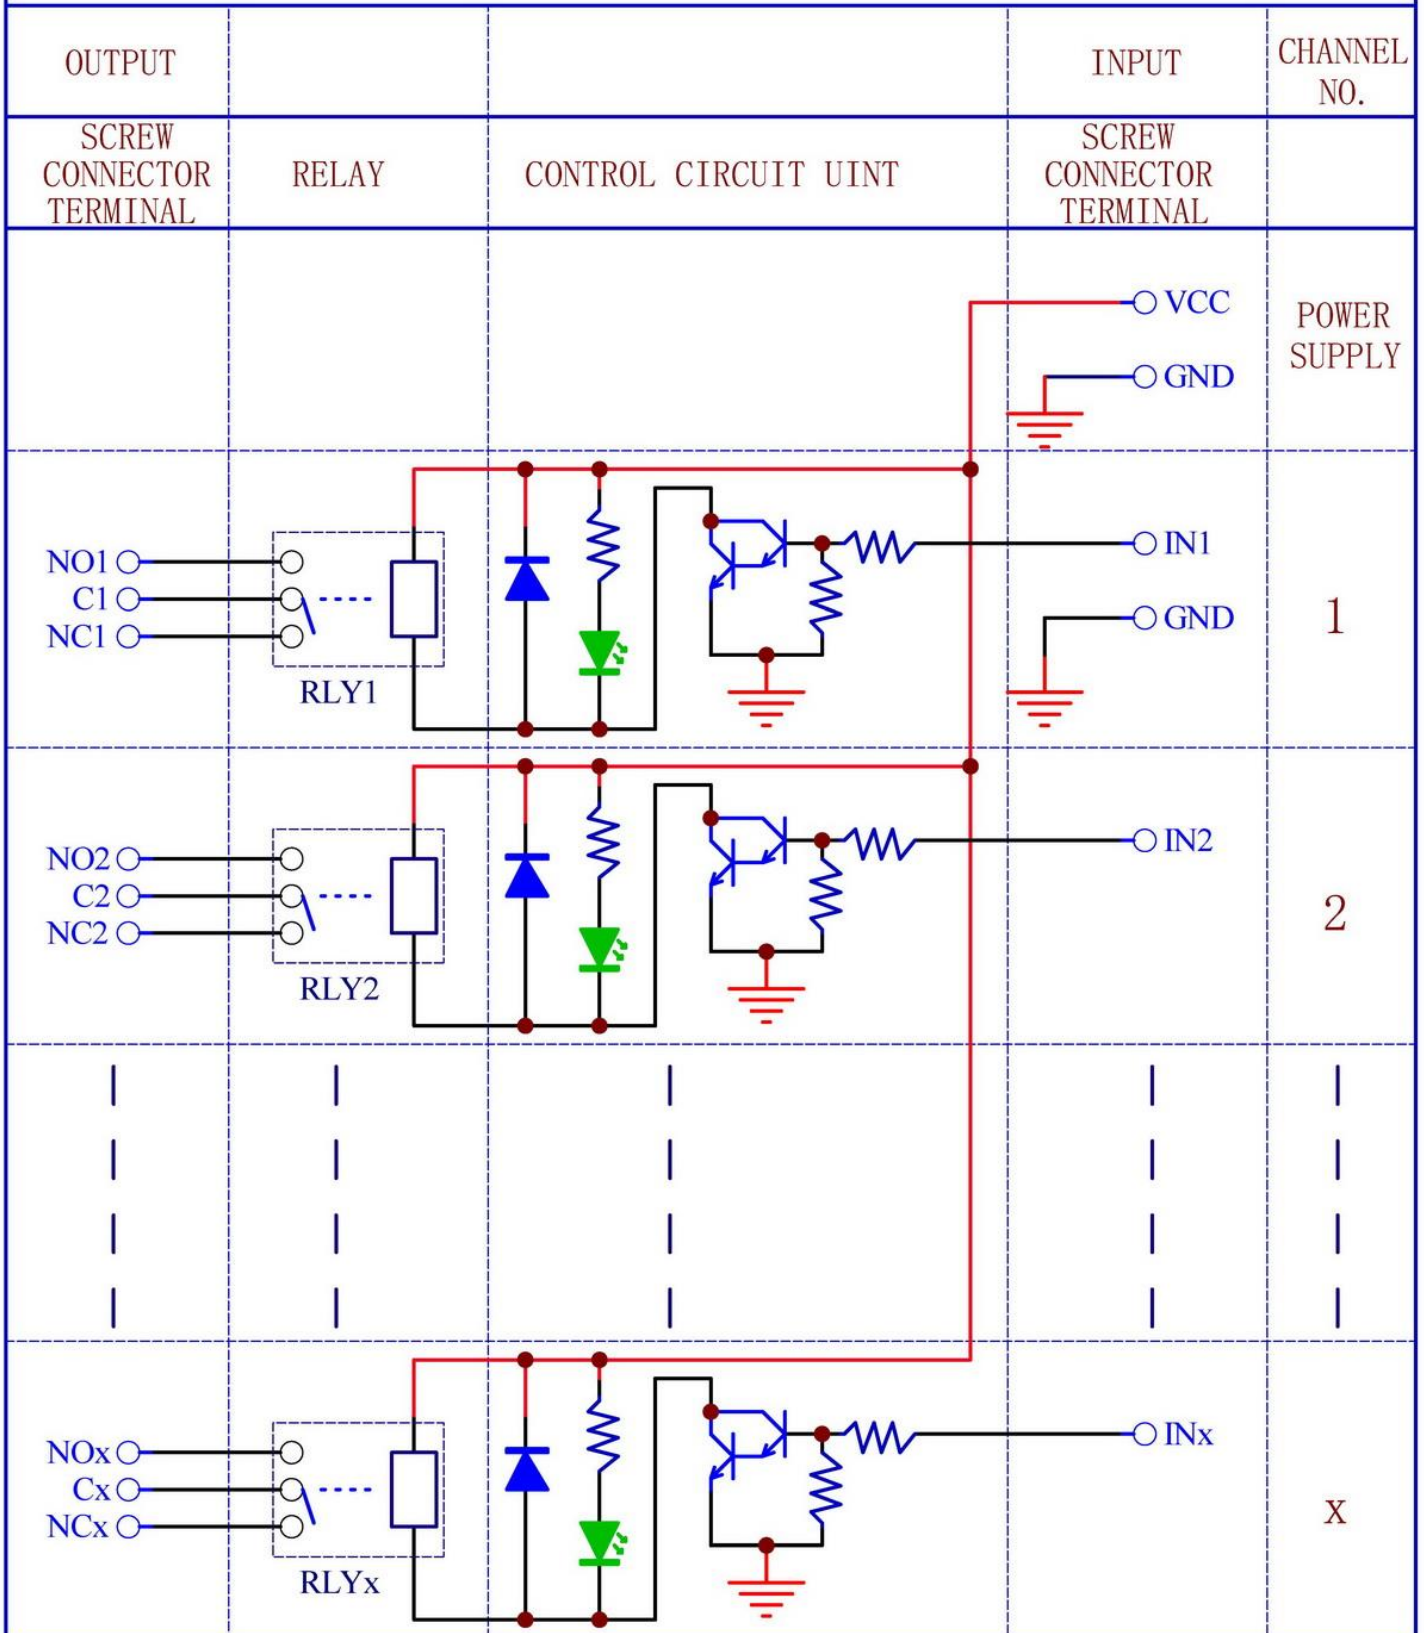 OUTPUT
INPUT
CHANNEL
NO.
SCREW
CONNECTOR
TERMINAL
RELAY
CONTROL CIRCUIT UINT
SCREW
CONNECTOR
TERMINAL
VCC
GND
POWER
SUPPLY
NO1
C1
NC1
RLY1
IN1
GND
1
NO2
C2
NC2
RLY2
IN2
2
NOx
Cx
NCx
RLYx
INx
x